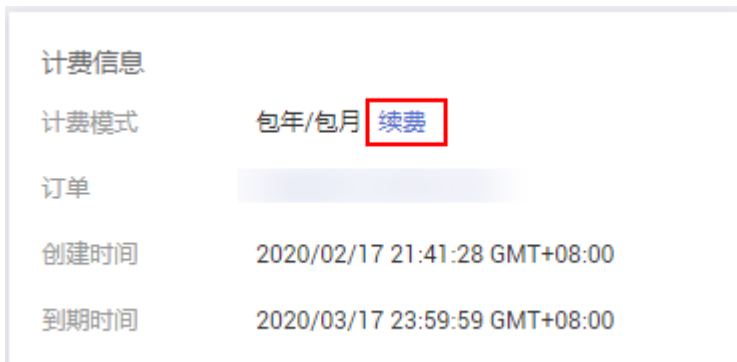 计费信息
计费模式 包年/包月 续费
订单
创建时间 2020/02/17 21:41:28 GMT+08:00
到期时间 2020/03/17 23:59:59 GMT+08:00